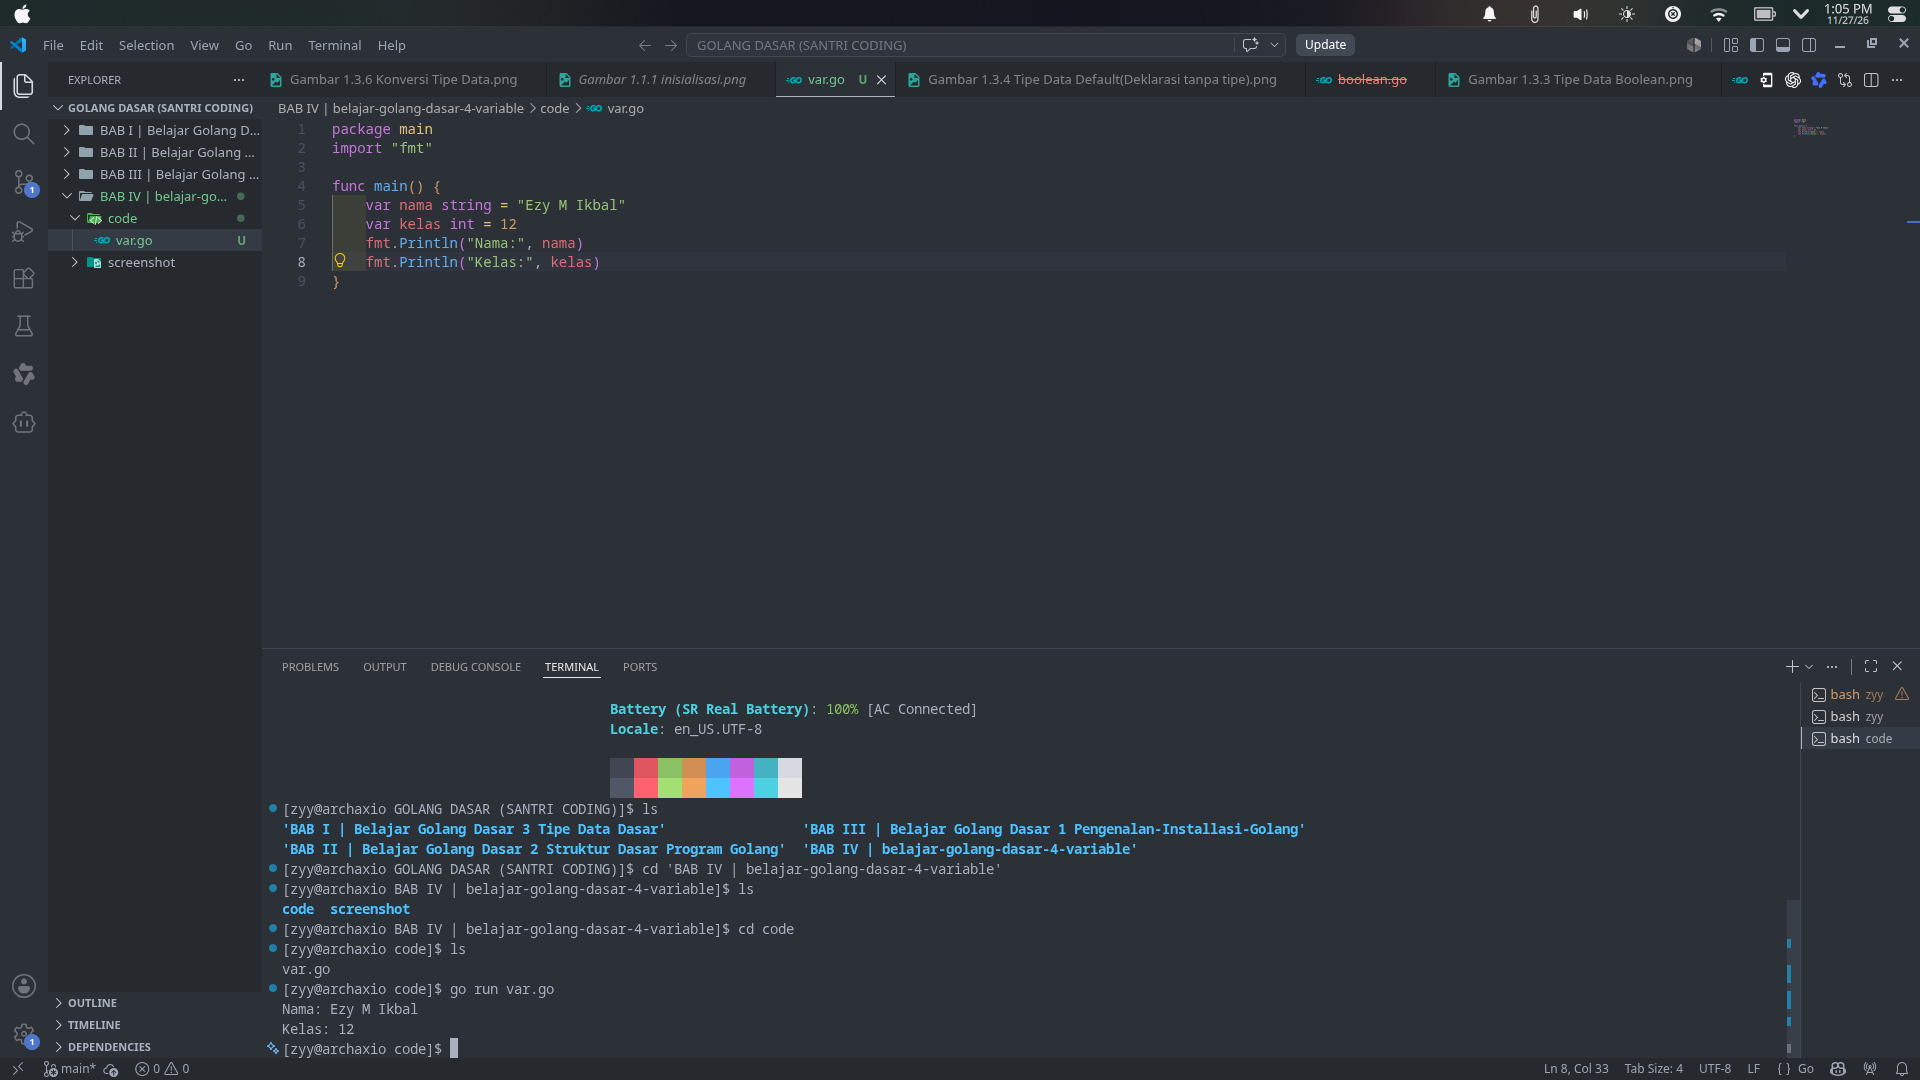 1:05 PM
11/27/26
File Edit Selection View Go Run Terminal Help
GOLANG DASAR (SANTRI CODING)
Update
EXPLORER
Gambar 1.3.6 Konversi Tipe Data.png
Gambar 1.1.1 inisialisasi.png
var.go U
Gambar 1.3.4 Tipe Data Default(Deklarasi tanpa tipe).png
boolean.go
Gambar 1.3.3 Tipe Data Boolean.png
GOLANG DASAR (SANTRI CODING)
BAB I | Belajar Golang D...
BAB II | Belajar Golang ...
BAB III | Belajar Golang ...
BAB IV | belajar-go...
code
var.go U
screenshot
OUTLINE
TIMELINE
DEPENDENCIES
1
1
BAB IV | belajar-golang-dasar-4-variable > code > var.go
1 package main
2 import "fmt"
3
4 func main() {
5 var nama string = "Ezy M Ikbal"
6 var kelas int = 12
7 fmt.Println("Nama:", nama)
8 fmt.Println("Kelas:", kelas)
9 }
PROBLEMS OUTPUT DEBUG CONSOLE TERMINAL PORTS
Battery (SR Real Battery): 100% [AC Connected]
Locale: en_US.UTF-8
[zyy@archaxio GOLANG DASAR (SANTRI CODING)]$ ls
'BAB I | Belajar Golang Dasar 3 Tipe Data Dasar' 'BAB III | Belajar Golang Dasar 1 Pengenalan-Installasi-Golang'
'BAB II | Belajar Golang Dasar 2 Struktur Dasar Program Golang' 'BAB IV | belajar-golang-dasar-4-variable'
[zyy@archaxio GOLANG DASAR (SANTRI CODING)]$ cd 'BAB IV | belajar-golang-dasar-4-variable'
[zyy@archaxio BAB IV | belajar-golang-dasar-4-variable]$ ls
code screenshot
[zyy@archaxio BAB IV | belajar-golang-dasar-4-variable]$ cd code
[zyy@archaxio code]$ ls
var.go
[zyy@archaxio code]$ go run var.go
Nama: Ezy M Ikbal
Kelas: 12
[zyy@archaxio code]$
bash zyy
bash zyy
bash code
main* 0 0
Ln 8, Col 33 Tab Size: 4 UTF-8 LF { } Go